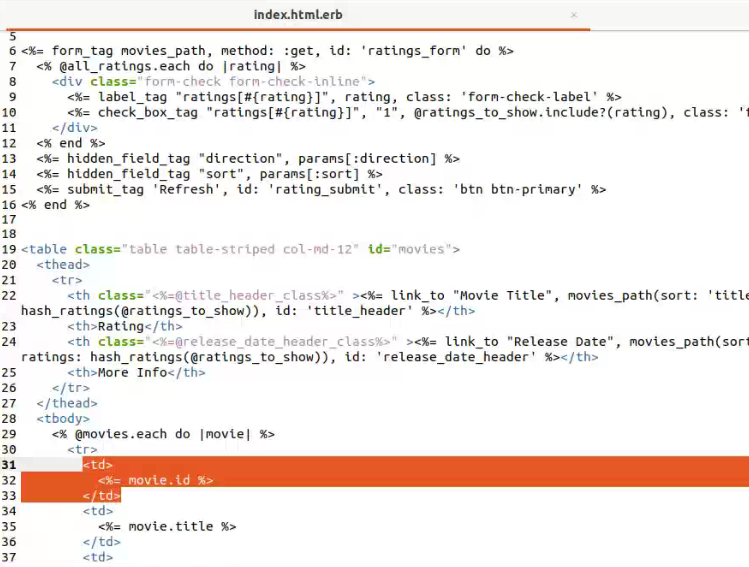 index.html.erb ×
5
6 <%= form_tag movies_path, method: :get, id: 'ratings_form' do %>
7 <% @all_ratings.each do |rating| %>
8 <div class="form-check form-check-inline">
9 <%= label_tag "ratings[#{rating}]", rating, class: 'form-check-label' %>
10 <%= check_box_tag "ratings[#{rating}]", "1", @ratings_to_show.include?(rating), class: '
11 </div>
12 <% end %>
13 <%= hidden_field_tag "direction", params[:direction] %>
14 <%= hidden_field_tag "sort", params[:sort] %>
15 <%= submit_tag 'Refresh', id: 'rating_submit', class: 'btn btn-primary' %>
16 <% end %>
17
18
19 <table class="table table-striped col-md-12" id="movies">
20 <thead>
21 <tr>
22 <th class="<%=@title_header_class%>" ><%= link_to "Movie Title", movies_path(sort: 'title
hash_ratings(@ratings_to_show)), id: 'title_header' %></th>
23 <th>Rating</th>
24 <th class="<%=@release_date_header_class%>" ><%= link_to "Release Date", movies_path(sort
ratings: hash_ratings(@ratings_to_show)), id: 'release_date_header' %></th>
25 <th>More Info</th>
26 </tr>
27 </thead>
28 <tbody>
29 <% @movies.each do |movie| %>
30 <tr>
31 <td>
32 <%= movie.id %>
33 </td>
34 <td>
35 <%= movie.title %>
36 </td>
37 <td>